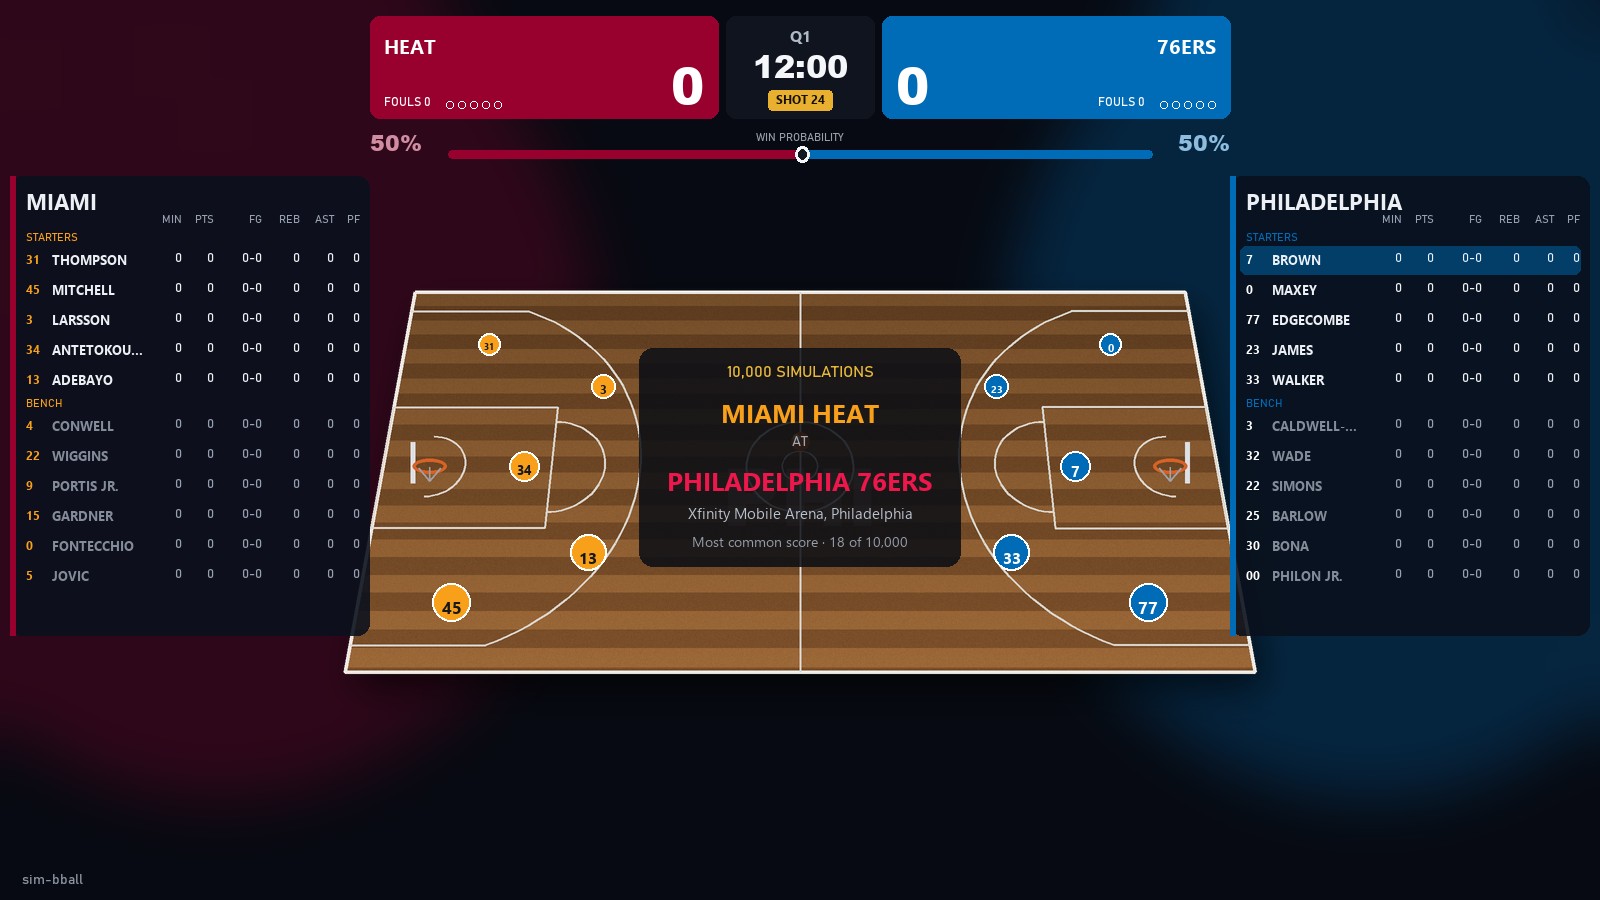 HEAT
0
FOULS 0
Q1
12:00
SHOT 24
76ERS
0
FOULS 0
50%
WIN PROBABILITY
50%
MIAMI
MIN PTS FG REB AST PF
STARTERS
31 THOMPSON 0 0 0-0 0 0 0
45 MITCHELL 0 0 0-0 0 0 0
3 LARSSON 0 0 0-0 0 0 0
34 ANTETOKOU... 0 0 0-0 0 0 0
13 ADEBAYO 0 0 0-0 0 0 0
BENCH
4 CONWELL 0 0 0-0 0 0 0
22 WIGGINS 0 0 0-0 0 0 0
9 PORTIS JR. 0 0 0-0 0 0 0
15 GARDNER 0 0 0-0 0 0 0
0 FONTECCHIO 0 0 0-0 0 0 0
5 JOVIC 0 0 0-0 0 0 0
31
3
34
13
45
10,000 SIMULATIONS
MIAMI HEAT
AT
PHILADELPHIA 76ERS
Xfinity Mobile Arena, Philadelphia
Most common score · 18 of 10,000
0
23
7
33
77
PHILADELPHIA
MIN PTS FG REB AST PF
STARTERS
7 BROWN 0 0 0-0 0 0 0
0 MAXEY 0 0 0-0 0 0 0
77 EDGECOMBE 0 0 0-0 0 0 0
23 JAMES 0 0 0-0 0 0 0
33 WALKER 0 0 0-0 0 0 0
BENCH
3 CALDWELL-... 0 0 0-0 0 0 0
32 WADE 0 0 0-0 0 0 0
22 SIMONS 0 0 0-0 0 0 0
25 BARLOW 0 0 0-0 0 0 0
30 BONA 0 0 0-0 0 0 0
00 PHILON JR. 0 0 0-0 0 0 0
sim-bball